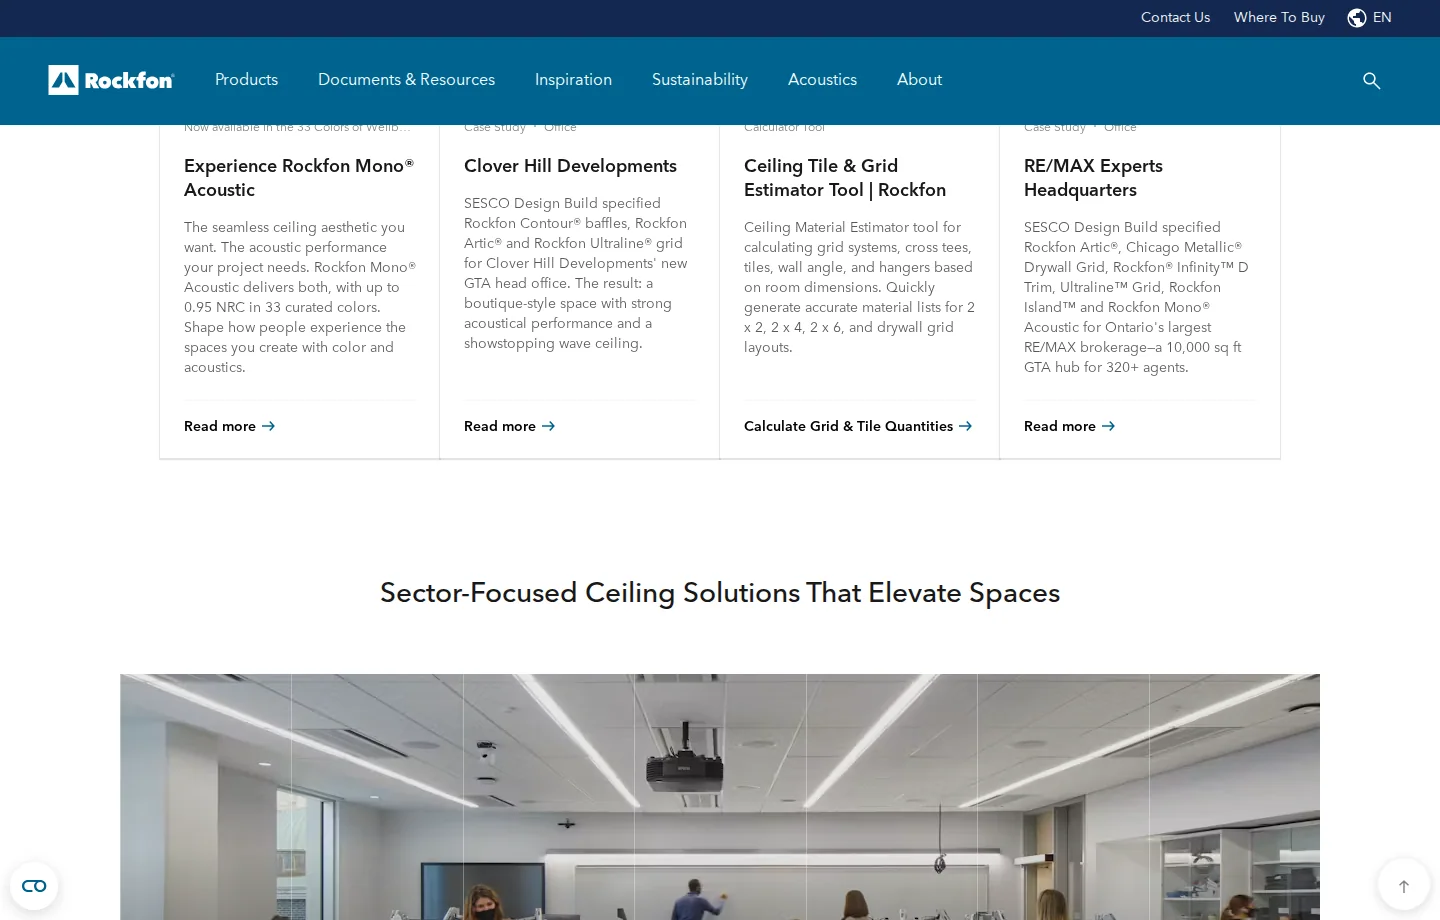 Contact Us
Where To Buy
EN
Rockfon
Products
Documents & Resources
Inspiration
Sustainability
Acoustics
About
Now available in the 33 Colors of Wellb...
Case Study · Office
Calculator Tool
Case Study · Office
Experience Rockfon Mono®
Acoustic
The seamless ceiling aesthetic you
want. The acoustic performance
your project needs. Rockfon Mono®
Acoustic delivers both, with up to
0.95 NRC in 33 curated colors.
Shape how people experience the
spaces you create with color and
acoustics.
Read more
Clover Hill Developments
SESCO Design Build specified
Rockfon Contour® baffles, Rockfon
Artic® and Rockfon Ultraline® grid
for Clover Hill Developments' new
GTA head office. The result: a
boutique-style space with strong
acoustical performance and a
showstopping wave ceiling.
Read more
Ceiling Tile & Grid
Estimator Tool | Rockfon
Ceiling Material Estimator tool for
calculating grid systems, cross tees,
tiles, wall angle, and hangers based
on room dimensions. Quickly
generate accurate material lists for 2
x 2, 2 x 4, 2 x 6, and drywall grid
layouts.
Calculate Grid & Tile Quantities
RE/MAX Experts
Headquarters
SESCO Design Build specified
Rockfon Artic®, Chicago Metallic®
Drywall Grid, Rockfon® Infinity™ D
Trim, Ultraline™ Grid, Rockfon
Island™ and Rockfon Mono®
Acoustic for Ontario's largest
RE/MAX brokerage—a 10,000 sq ft
GTA hub for 320+ agents.
Read more
Sector-Focused Ceiling Solutions That Elevate Spaces